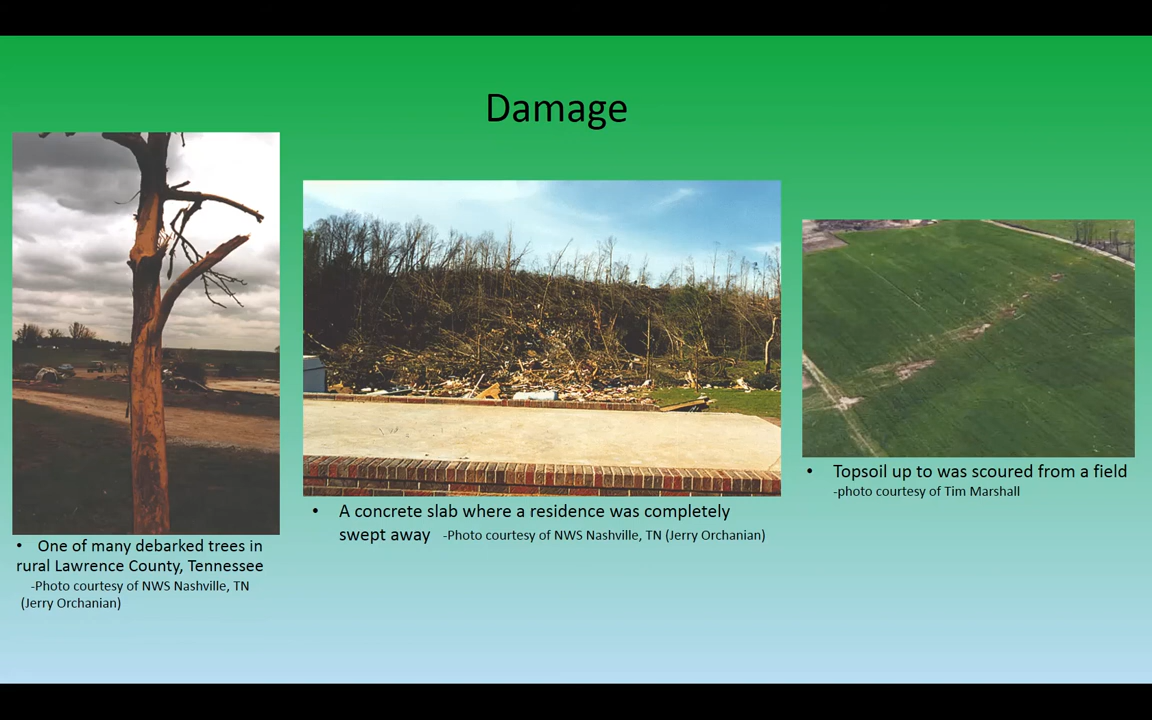 Damage
• One of many debarked trees in
rural Lawrence County, Tennessee
-Photo courtesy of NWS Nashville, TN
(Jerry Orchanian)
• A concrete slab where a residence was completely
swept away -Photo courtesy of NWS Nashville, TN (Jerry Orchanian)
• Topsoil up to was scoured from a field
-photo courtesy of Tim Marshall